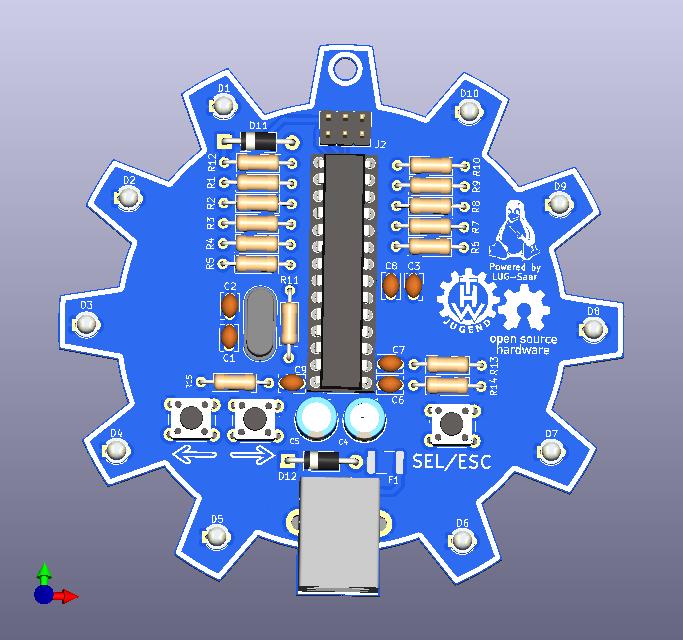 D1
D10
D11
J2
R12
R10
R1
R9
D2
D9
R2
R8
R3
R7
R4
R6
R5
Powered by
LUG-Saar
C8
C3
R11
C2
THW
JUGEND
D3
D8
open source
hardware
C1
C7
R13
R15
C9
C6
R14
D4
D7
C5
C4
SEL/ESC
D12
F1
D5
D6